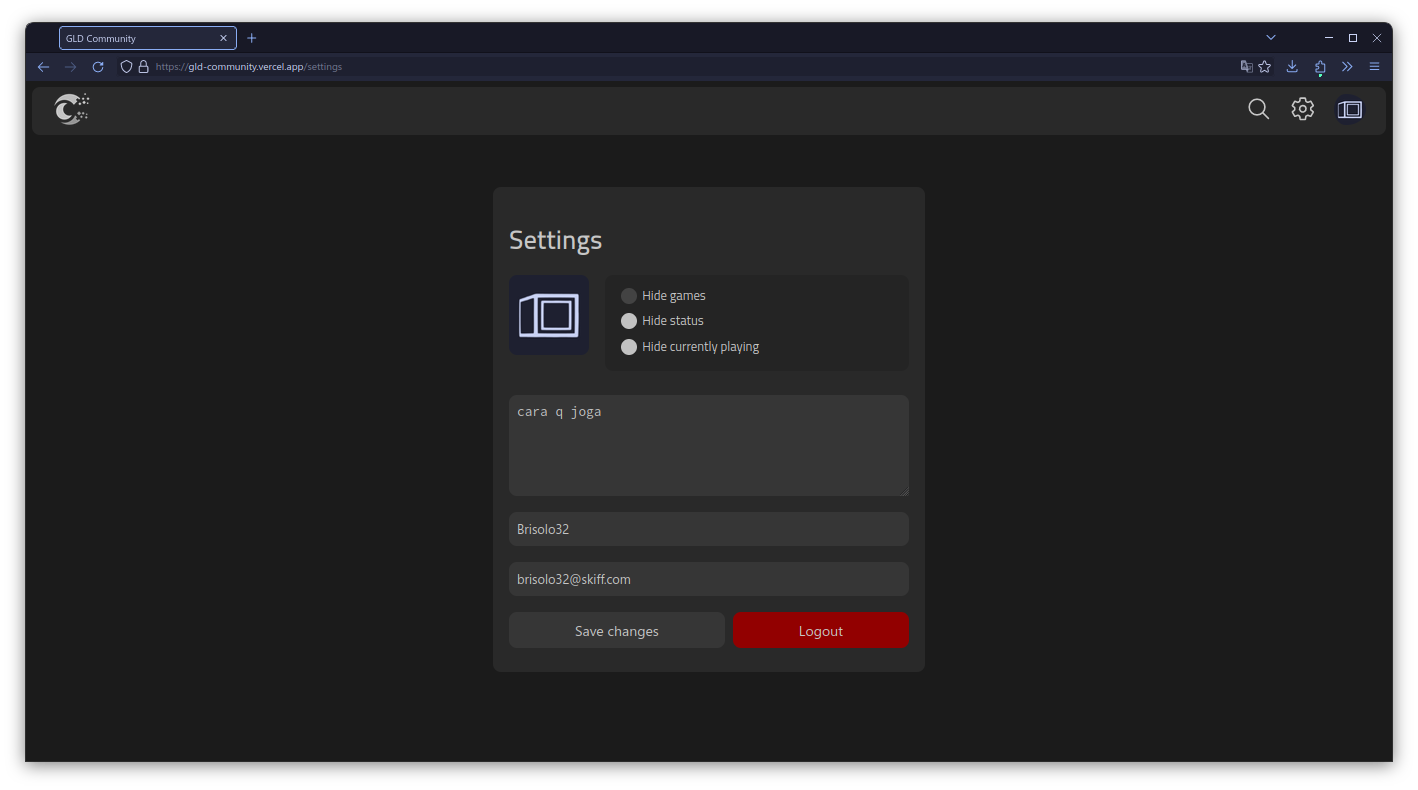 GLD Community
https://gld-community.vercel.app/settings
Settings
Hide games
Hide status
Hide currently playing
cara q joga
Brisolo32
brisolo32@skiff.com
Save changes
Logout